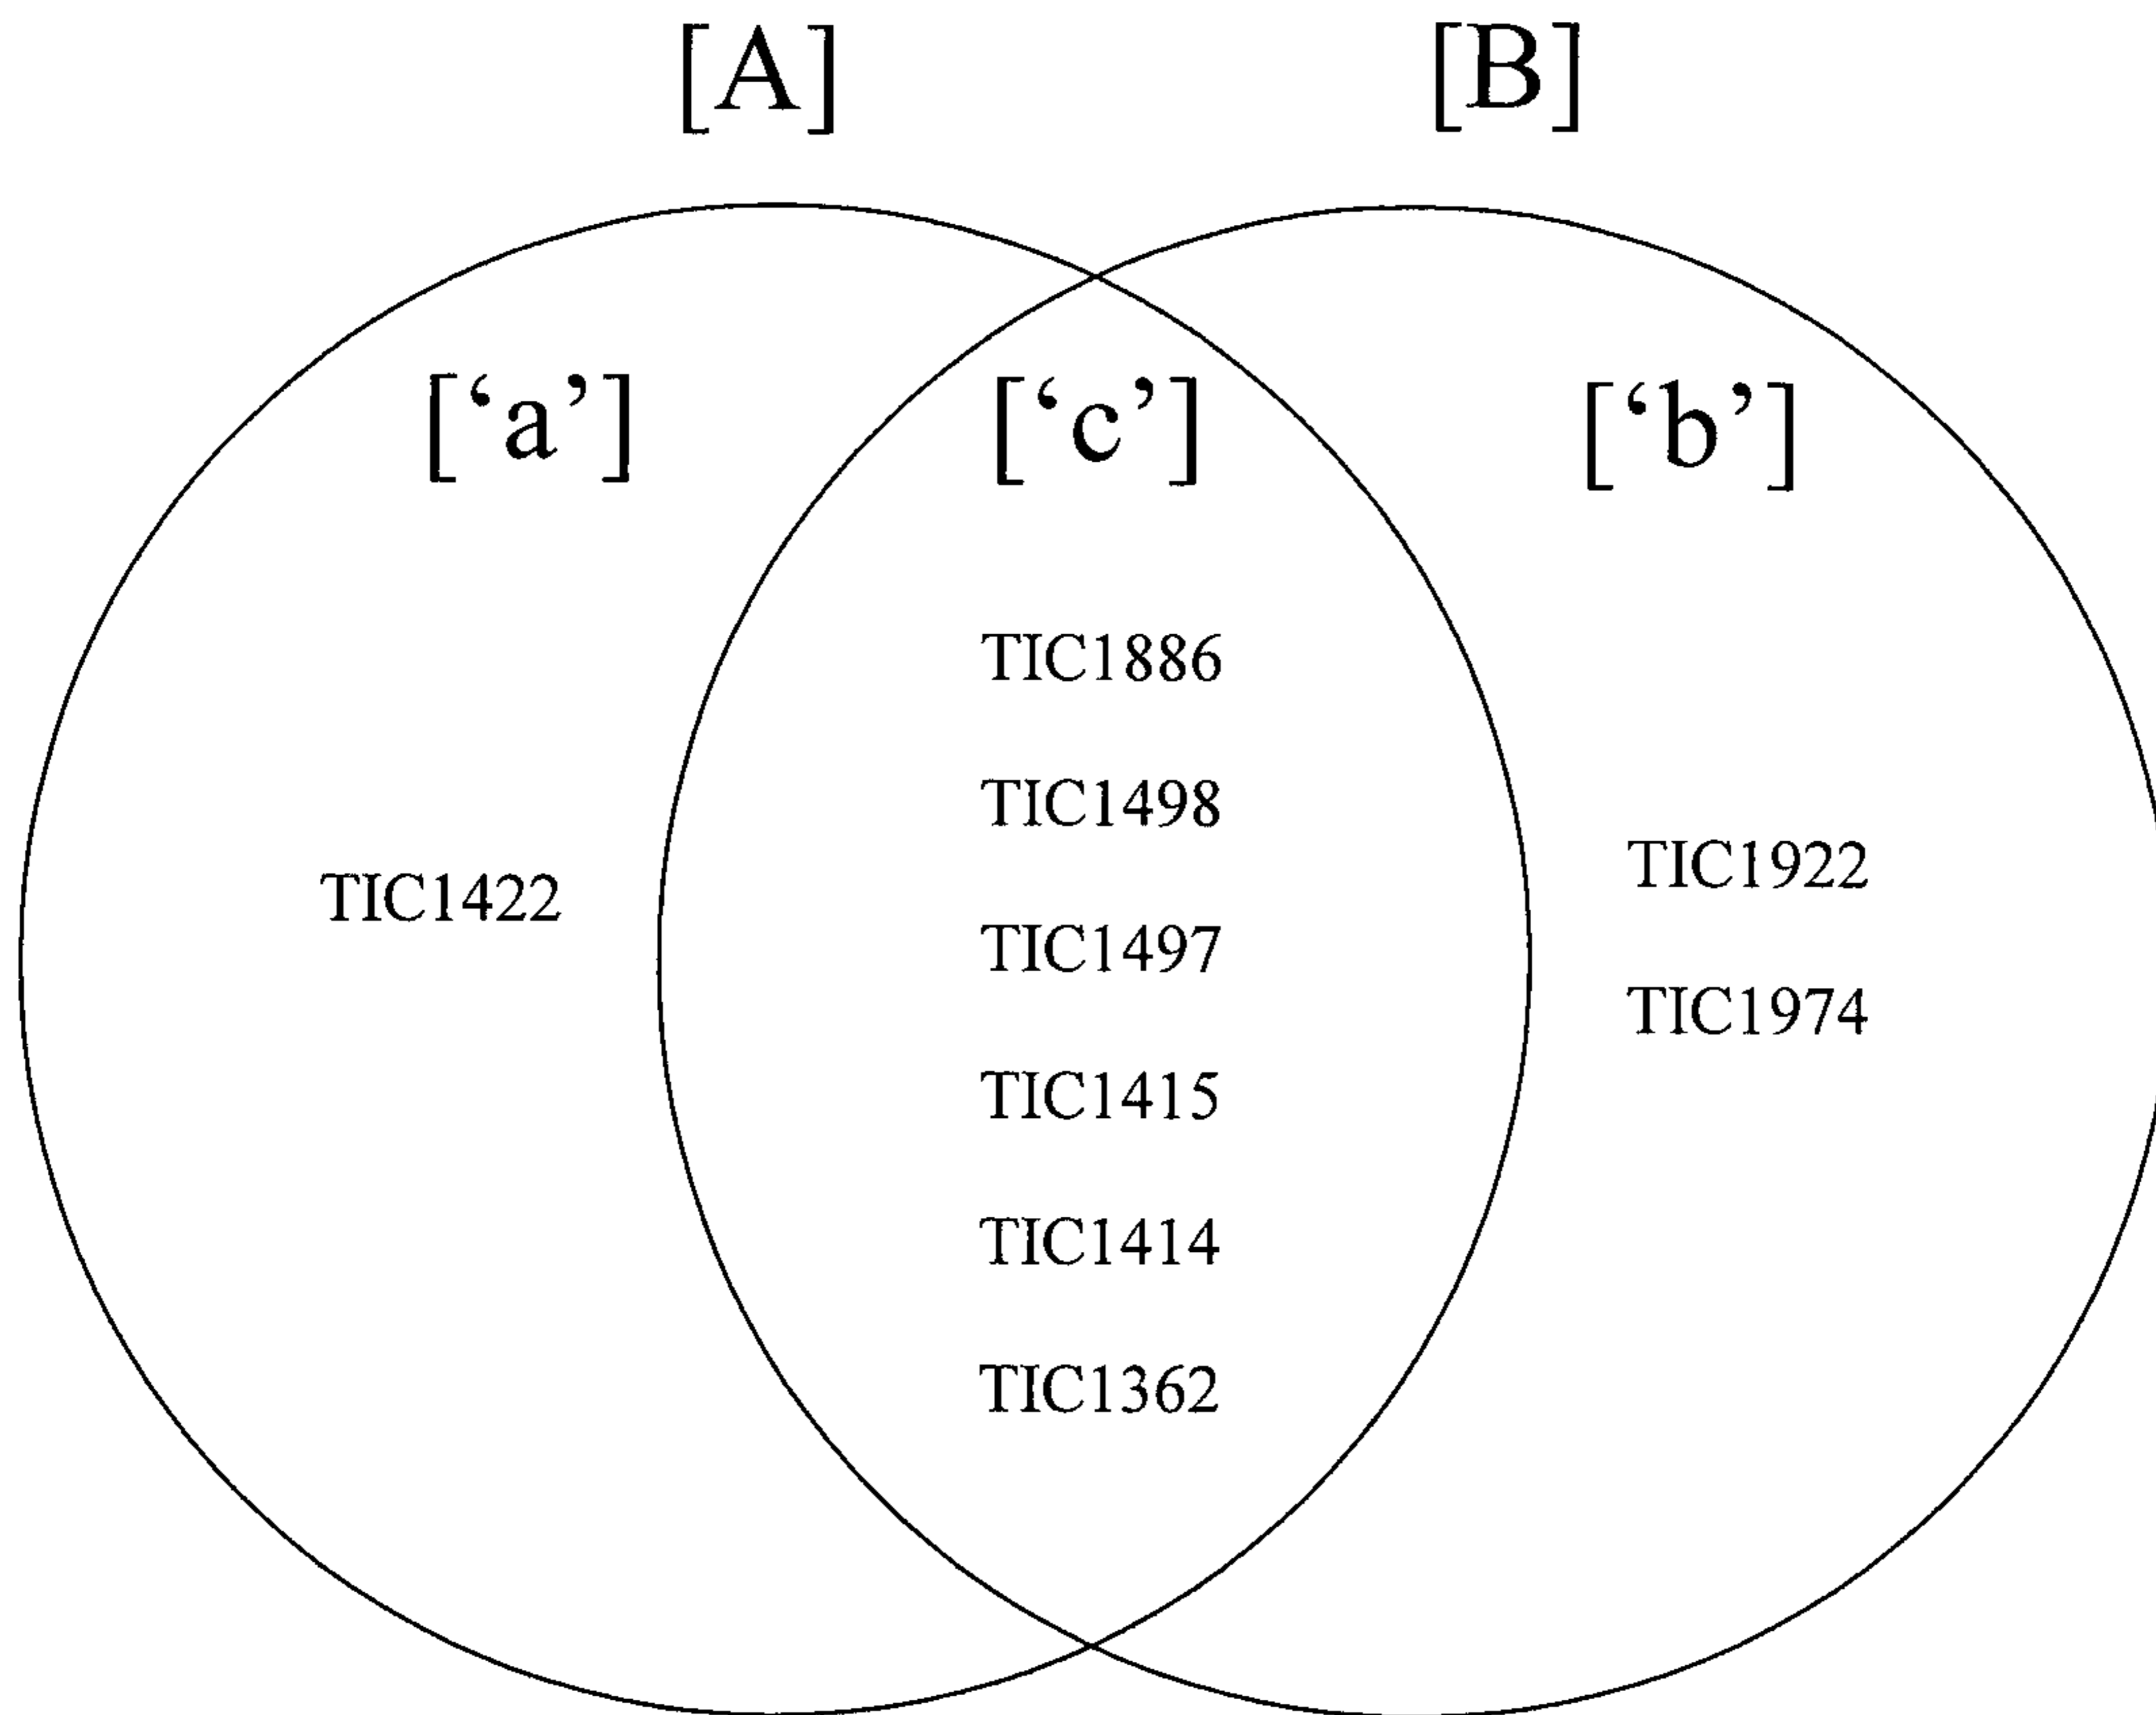 [A] [B]
[‘a’] [‘c’] [‘b’]
TIC1886
TIC1498
TIC1922
TIC1422
TIC1497
TIC1974
TIC1415
TIC1414
TIC1362